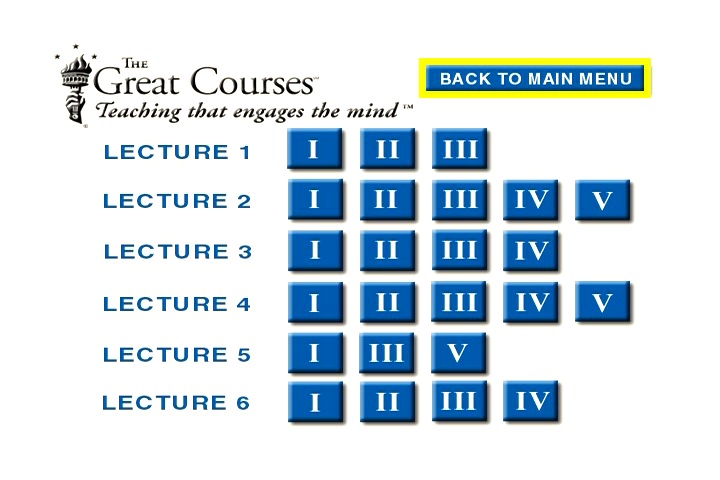 THE
Great Courses™
BACK TO MAIN MENU
Teaching that engages the mind™
LECTURE 1 I II III
LECTURE 2 I II III IV V
LECTURE 3 I II III IV
LECTURE 4 I II III IV V
LECTURE 5 I III V
LECTURE 6 I II III IV